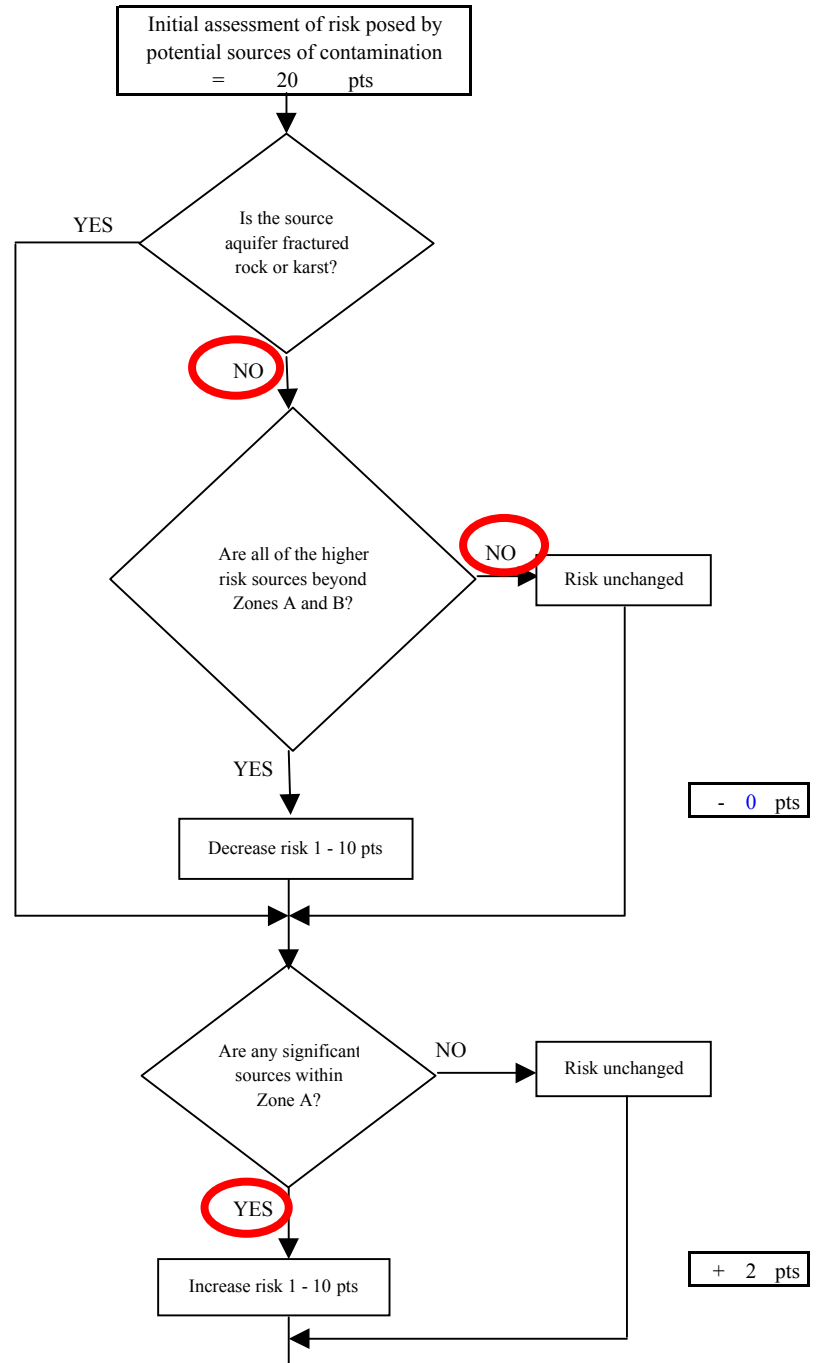 Initial assessment of risk posed by
potential sources of contamination
= 20 pts
YES
Is the source
aquifer fractured
rock or karst?
NO
Are all of the higher
risk sources beyond
Zones A and B?
NO
Risk unchanged
YES
- 0 pts
Decrease risk 1 - 10 pts
Are any significant
sources within
Zone A?
NO
Risk unchanged
YES
+ 2 pts
Increase risk 1 - 10 pts